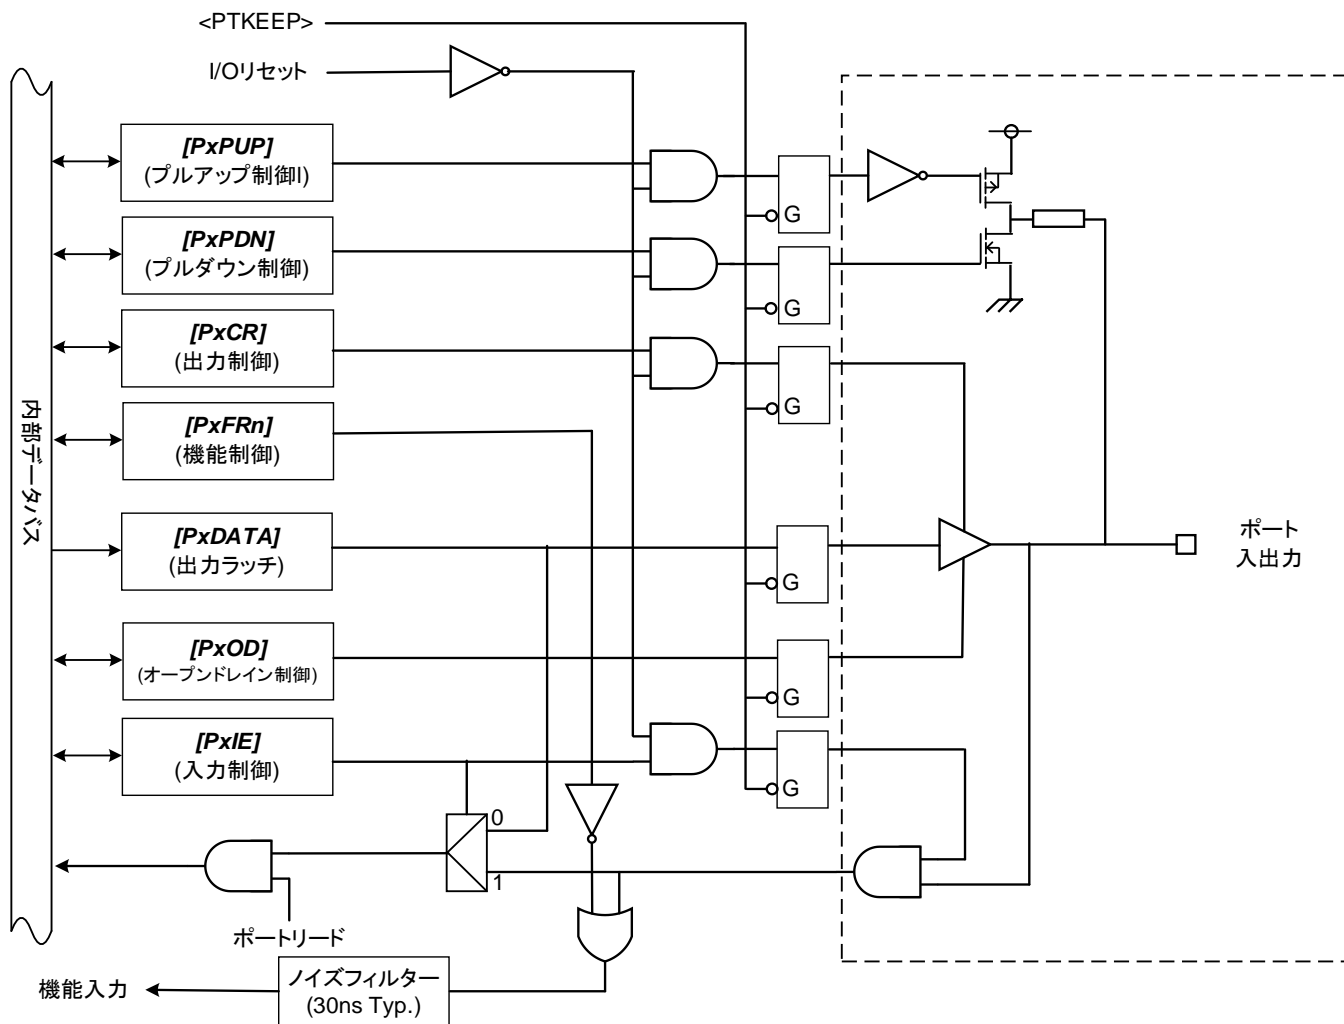 <PTKEEP>
I/Oリセット
[PxPUP]
(プルアップ制御I)
G
[PxPDN]
(プルダウン制御)
G
[PxCR]
(出力制御)
G
[PxFRn]
(機能制御)
内部データバス
[PxDATA]
(出力ラッチ)
G
ポート
入出力
[PxOD]
(オープンドレイン制御)
G
[PxIE]
(入力制御)
G
0
1
ポートリード
機能入力
ノイズフィルター
(30ns Typ.)